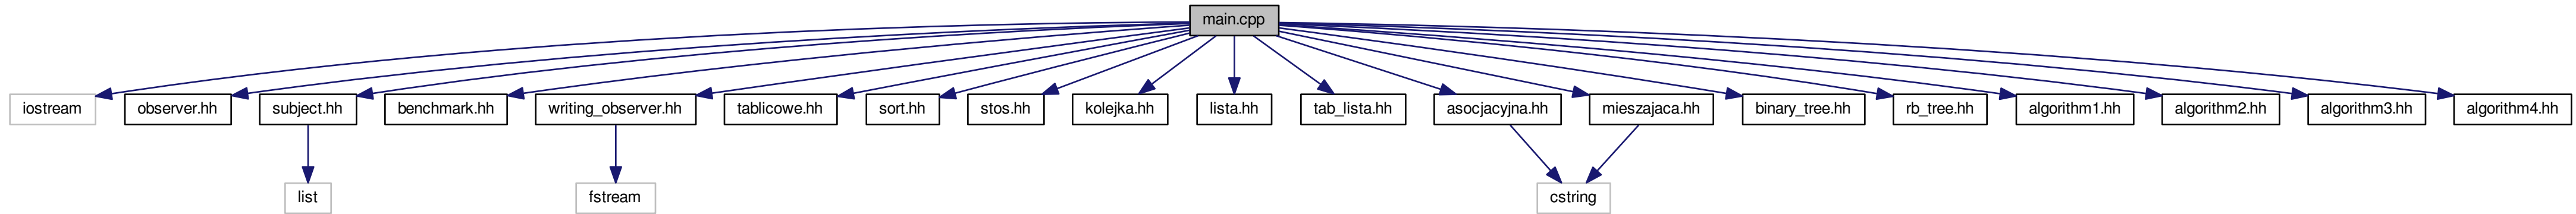 main.cpp
iostream
observer.hh
subject.hh
benchmark.hh
writing_observer.hh
tablicowe.hh
sort.hh
stos.hh
kolejka.hh
lista.hh
tab_lista.hh
asocjacyjna.hh
mieszajaca.hh
binary_tree.hh
rb_tree.hh
algorithm1.hh
algorithm2.hh
algorithm3.hh
algorithm4.hh
list
fstream
cstring